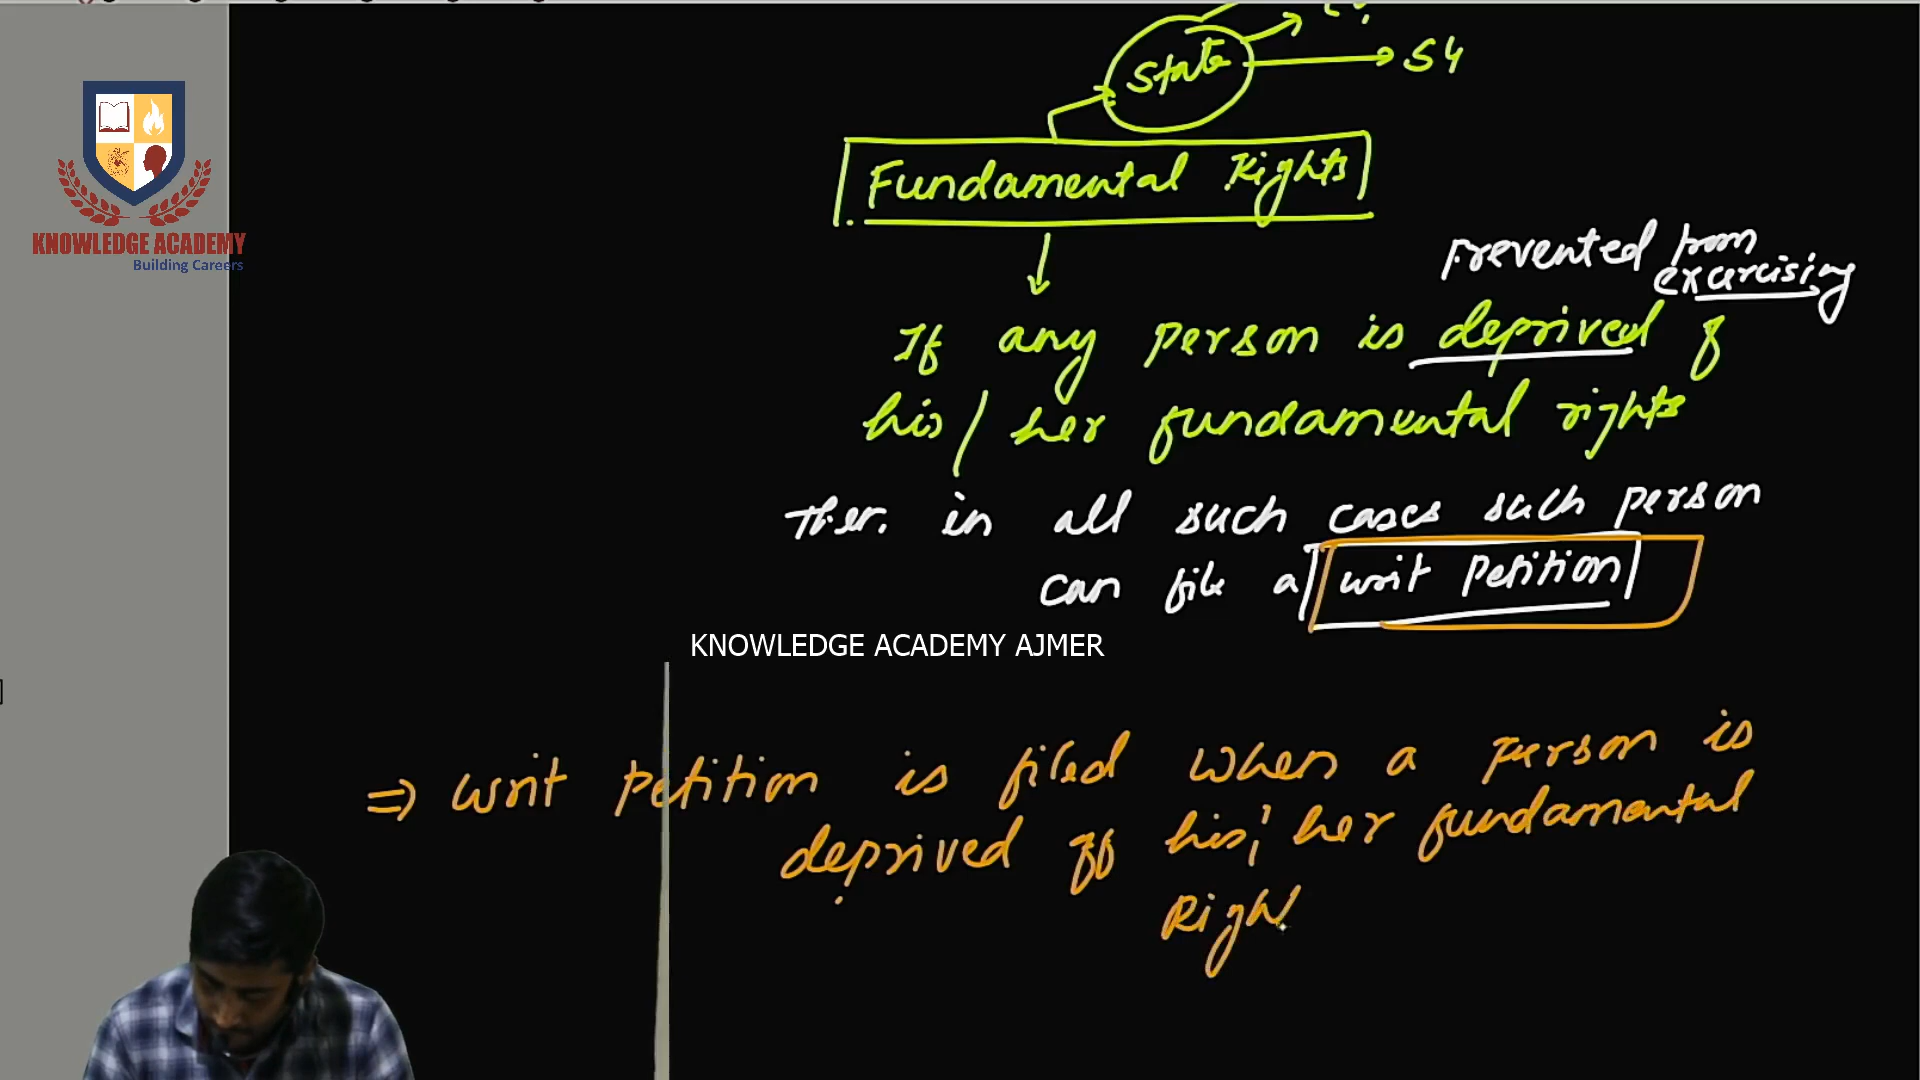 State
S4
Fundamental Rights
KNOWLEDGE ACADEMY
Building Careers
Prevented from
exercising
If any person is deprived of
his/her fundamental rights
Then in all such cases such person
can file a writ petition
KNOWLEDGE ACADEMY AJMER
⇒ Writ Petition is filed when a person is
deprived off his/her fundamental
Right